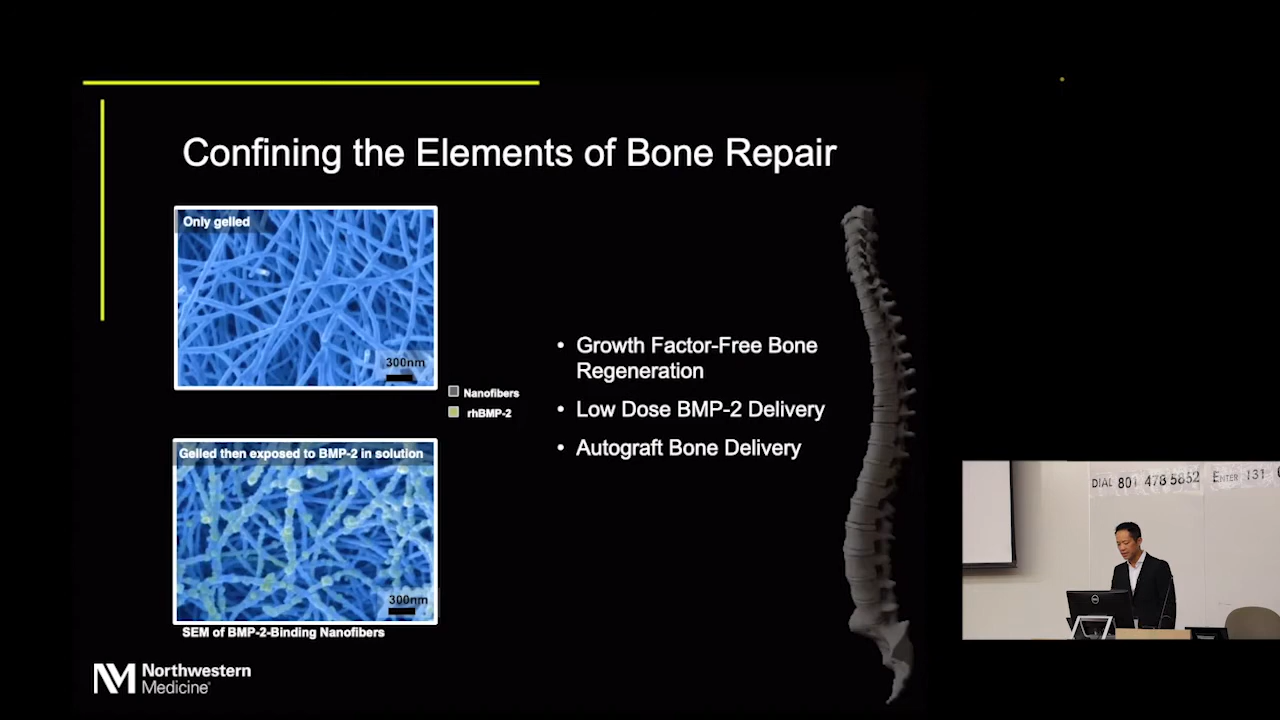 Confining the Elements of Bone Repair
Only gelled
300nm
Nanofibers
rhBMP-2
Gelled then exposed to BMP-2 in solution
300nm
SEM of BMP-2-Binding Nanofibers
• Growth Factor-Free Bone
Regeneration
• Low Dose BMP-2 Delivery
• Autograft Bone Delivery
NM Northwestern
Medicine®
DIAL 801 478 5852 ENTER 131
DELL